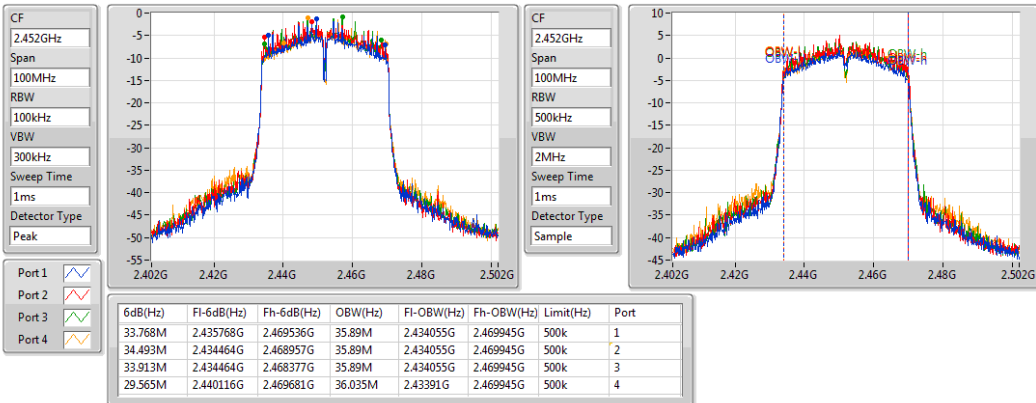 CF
2.452GHz
Span
100MHz
RBW
100kHz
VBW
300kHz
Sweep Time
1ms
Detector Type
Peak
0
-5
-10
-15
-20
-25
-30
-35
-40
-45
-50
-55
2.402G 2.42G 2.44G 2.46G 2.48G 2.502G
CF
2.452GHz
Span
100MHz
RBW
500kHz
VBW
2MHz
Sweep Time
1ms
Detector Type
Sample
10
5
0
-5
-10
-15
-20
-25
-30
-35
-40
-45
2.402G 2.42G 2.44G 2.46G 2.48G 2.502G
Port 1
Port 2
Port 3
Port 4
6dB(Hz) Fl-6dB(Hz) Fh-6dB(Hz) OBW(Hz) Fl-OBW(Hz) Fh-OBW(Hz) Limit(Hz) Port
33.768M 2.435768G 2.469536G 35.89M 2.434055G 2.469945G 500k 1
34.493M 2.434464G 2.468957G 35.89M 2.434055G 2.469945G 500k 2
33.913M 2.434464G 2.468377G 35.89M 2.434055G 2.469945G 500k 3
29.565M 2.440116G 2.469681G 36.035M 2.43391G 2.469945G 500k 4